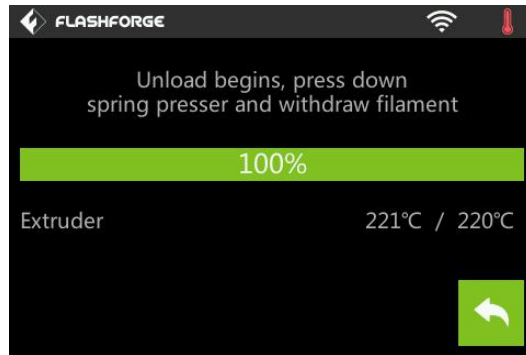 FLASHFORGE
Unload begins, press down
spring presser and withdraw filament
100%
Extruder 221℃ / 220℃